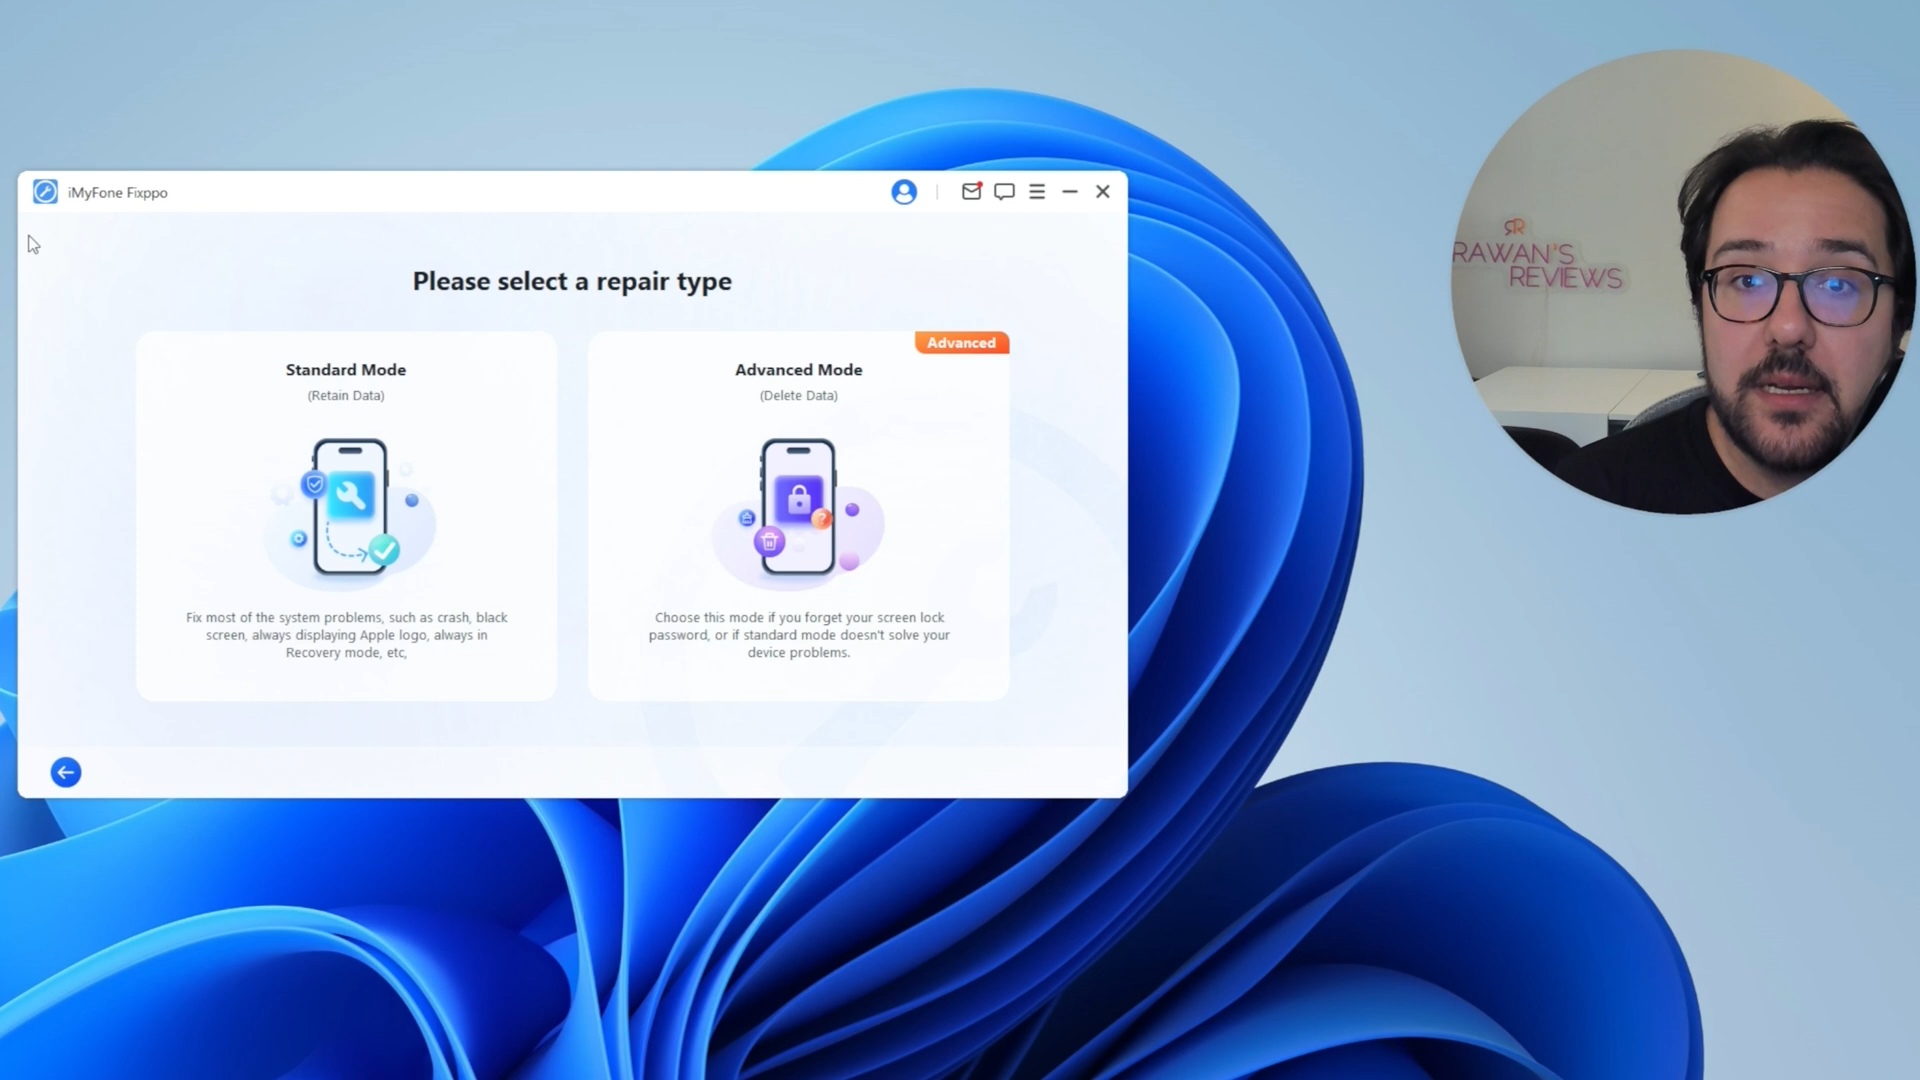 iMyFone Fixppo
Please select a repair type
Advanced
Standard Mode
(Retain Data)
Fix most of the system problems, such as crash, black
screen, always displaying Apple logo, always in
Recovery mode, etc,
Advanced Mode
(Delete Data)
Choose this mode if you forget your screen lock
password, or if standard mode doesn't solve your
device problems.
RR
RAWAN'S
REVIEWS